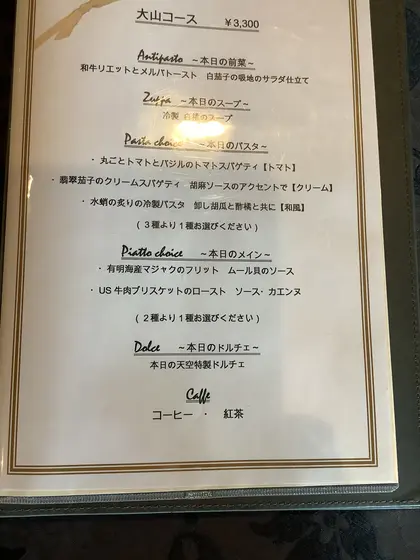 大山コース ¥3,300
Antipasto ~本日の前菜~
和牛リエットとメルバトースト 白茄子の吸地のサラダ仕立て
Zuppa ~本日のスープ~
冷製 白菜のスープ
Pasta choice ~本日のパスタ~
・ 丸ごとトマトとバジルのトマトスパゲティ【トマト】
・ 翡翠茄子のクリームスパゲティ 胡麻ソースのアクセントで【クリーム】
・ 水蛸の炙りの冷製パスタ 卸し胡瓜と酢橘と共に【和風】
(3種より1種お選びください)
Piatto choice ~本日のメイン~
・ 有明海産マジャクのフリット ムール貝のソース
・ US牛肉ブリスケットのロースト ソース・カエンヌ
(2種より1種お選びください)
Dolce ~本日のドルチェ~
本日の天空特製ドルチェ
Caffe
コーヒー ・ 紅茶